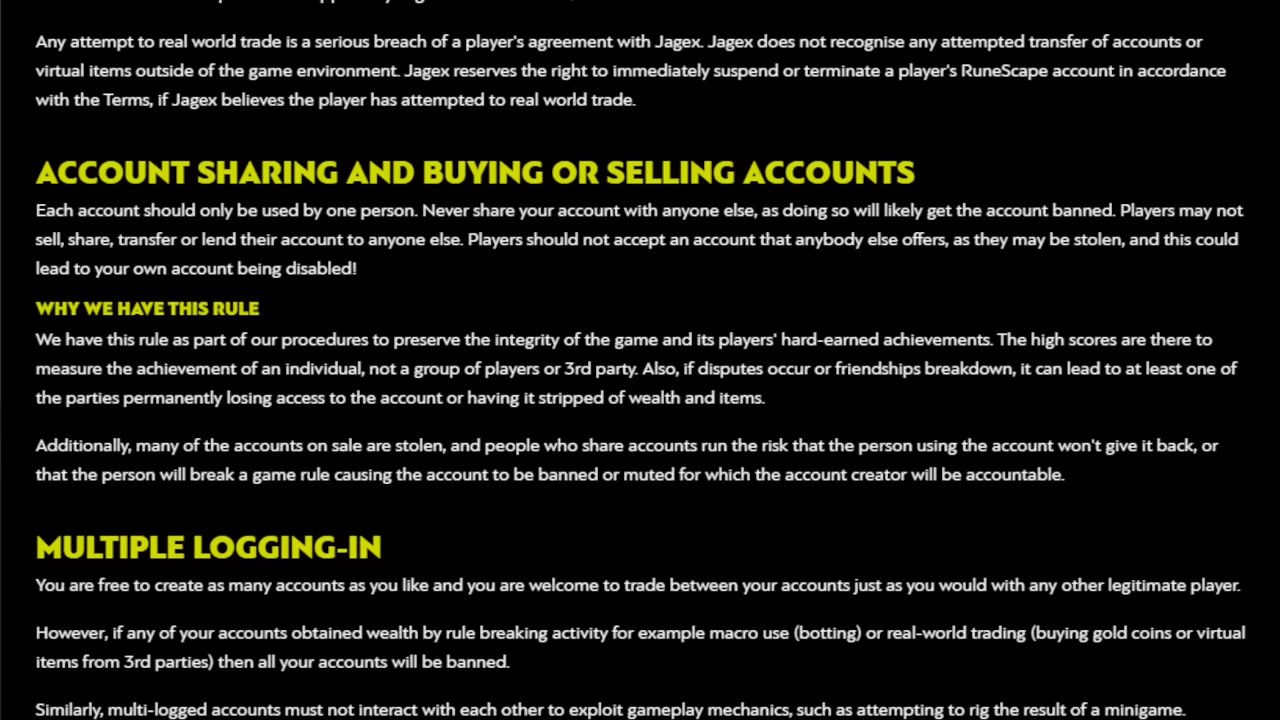 Any attempt to real world trade is a serious breach of a player's agreement with Jagex. Jagex does not recognise any attempted transfer of accounts or
virtual items outside of the game environment. Jagex reserves the right to immediately suspend or terminate a player's RuneScape account in accordance
with the Terms, if Jagex believes the player has attempted to real world trade.
ACCOUNT SHARING AND BUYING OR SELLING ACCOUNTS
Each account should only be used by one person. Never share your account with anyone else, as doing so will likely get the account banned. Players may not
sell, share, transfer or lend their account to anyone else. Players should not accept an account that anybody else offers, as they may be stolen, and this could
lead to your own account being disabled!
WHY WE HAVE THIS RULE
We have this rule as part of our procedures to preserve the integrity of the game and its players' hard-earned achievements. The high scores are there to
measure the achievement of an individual, not a group of players or 3rd party. Also, if disputes occur or friendships breakdown, it can lead to at least one of
the parties permanently losing access to the account or having it stripped of wealth and items.
Additionally, many of the accounts on sale are stolen, and people who share accounts run the risk that the person using the account won't give it back, or
that the person will break a game rule causing the account to be banned or muted for which the account creator will be accountable.
MULTIPLE LOGGING-IN
You are free to create as many accounts as you like and you are welcome to trade between your accounts just as you would with any other legitimate player.
However, if any of your accounts obtained wealth by rule breaking activity for example macro use (botting) or real-world trading (buying gold coins or virtual
items from 3rd parties) then all your accounts will be banned.
Similarly, multi-logged accounts must not interact with each other to exploit gameplay mechanics, such as attempting to rig the result of a minigame.